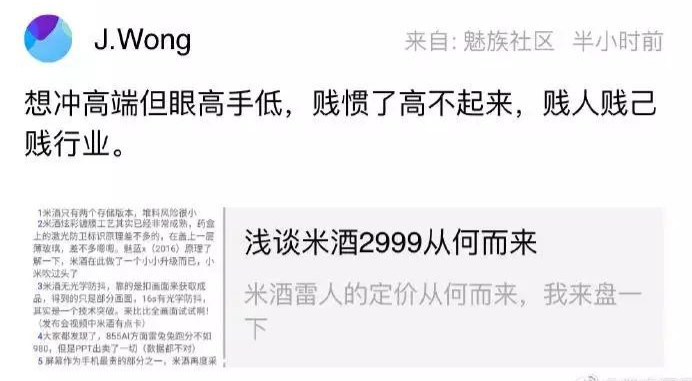 J.Wong
来自: 魅族社区 半小时前
想冲高端但眼高手低，贱惯了高不起来，贱人贱己
贱行业。
1米酒只有两个存储版本，堆料风险很小
2米酒炫彩镀膜工艺其实已经非常成熟，药盒
上的激光防卫标识原理差不多的，在盖上一层
薄玻璃，差不多嘞嘞。魅蓝x（2016）原理了
解一下，米酒在此做了一个小小升级而已，小
米吹过头了
3米酒无光学防抖，靠的是扣画面来获取成
品，得到的只是部分画面，16s有光学防抖，
其实是一个技术突破。来比比全画面试试啊！
（发布会视频中米酒有点卡）
4大家都发现了，855AI方面雷兔兔跑分不如
980，但是PPT出卖了一切（数据都不对）
5 屏幕作为手机最贵的部分之一，米酒再度采
浅谈米酒2999从何而来
米酒雷人的定价从何而来，我来盘一
下